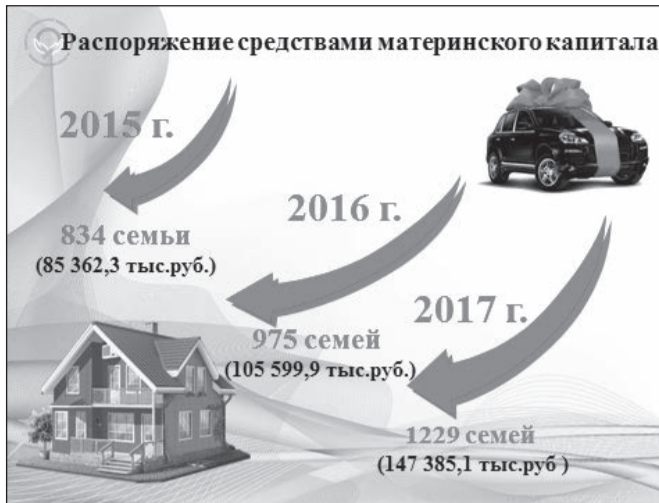 Распоряжение средствами материнского капитала
2015 г.
834 семьи
(85 362,3 тыс.руб.)
2016 г.
975 семей
(105 599,9 тыс.руб.)
2017 г.
1229 семей
(147 385,1 тыс.руб )